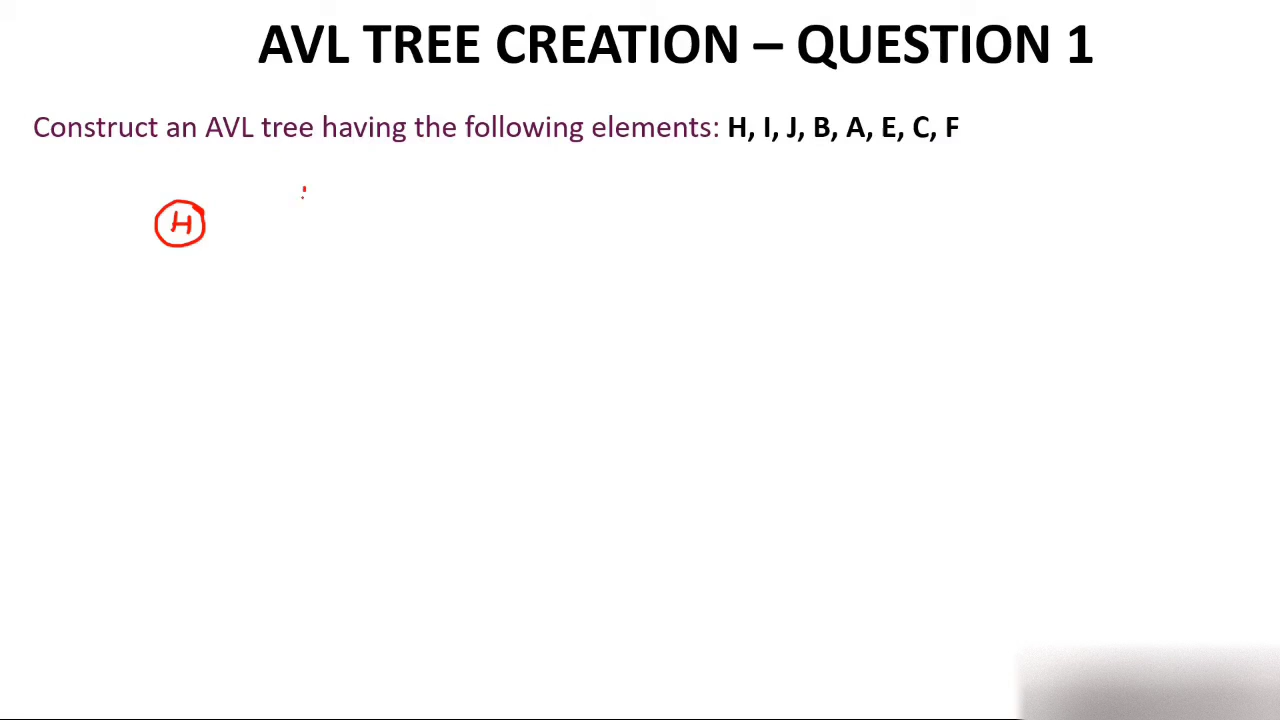 AVL TREE CREATION – QUESTION 1
Construct an AVL tree having the following elements: H, I, J, B, A, E, C, F
H